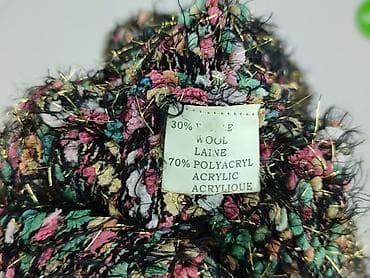 30%
WOOL
LAINE
70% POLYACRYL
ACRYLIC
ACRYLIQUE